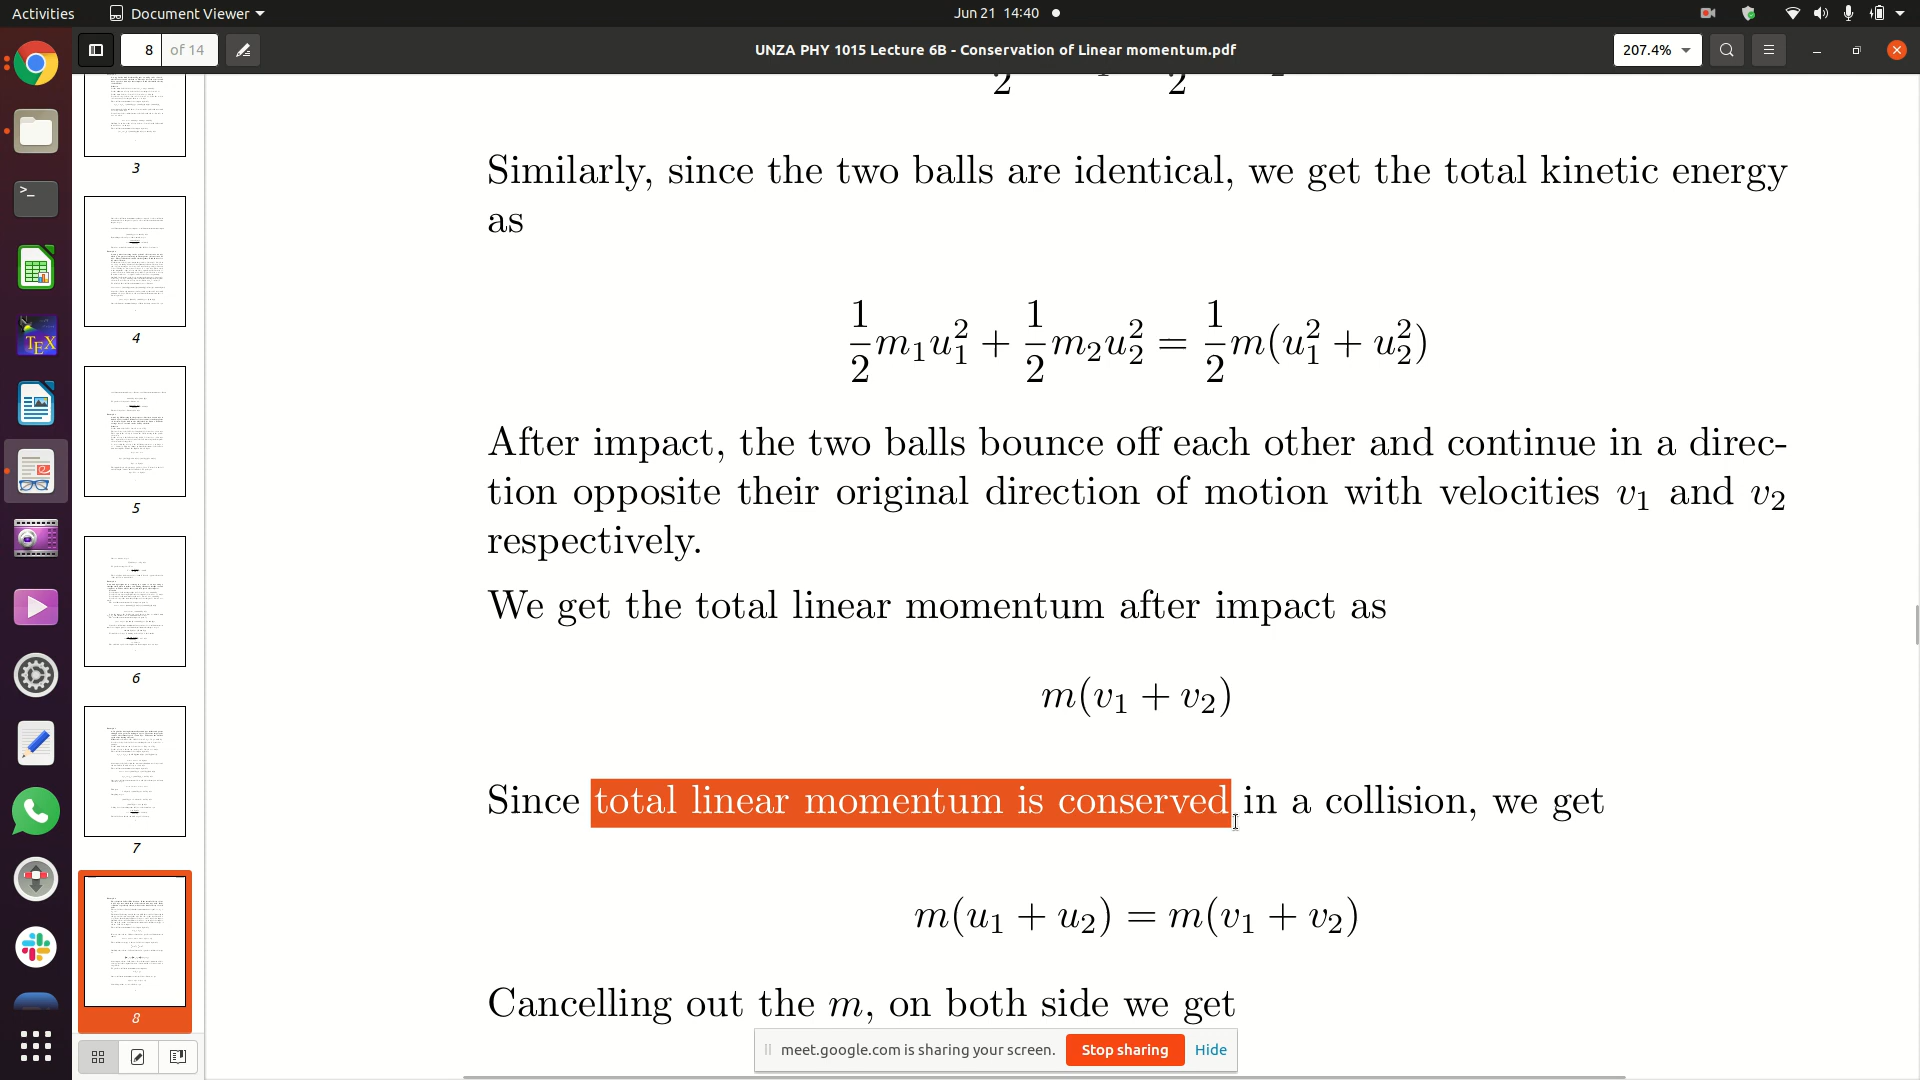 Activities
Document Viewer
Jun 21 14:40
8 of 14
UNZA PHY 1015 Lecture 6B - Conservation of Linear momentum.pdf
207.4%
2 2
Similarly, since the two balls are identical, we get the total kinetic energy
as
1/2 m₁u₁² + 1/2 m₂u₂² = 1/2 m(u₁² + u₂²)
After impact, the two balls bounce off each other and continue in a direc-
tion opposite their original direction of motion with velocities v₁ and v₂
respectively.
We get the total linear momentum after impact as
m(v₁ + v₂)
Since total linear momentum is conserved in a collision, we get
m(u₁ + u₂) = m(v₁ + v₂)
Cancelling out the m, on both side we get
3
4
5
6
7
8
TEX
meet.google.com is sharing your screen.
Stop sharing
Hide